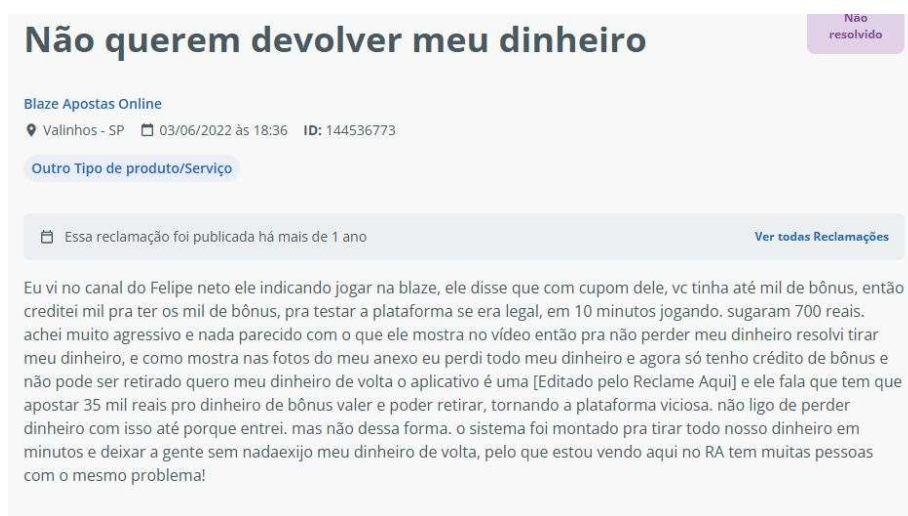 Não
resolvido
Não querem devolver meu dinheiro
Blaze Apostas Online
Valinhos - SP 03/06/2022 às 18:36 ID: 144536773
Outro Tipo de produto/Serviço
Essa reclamação foi publicada há mais de 1 ano Ver todas Reclamações
Eu vi no canal do Felipe neto ele indicando jogar na blaze, ele disse que com cupom dele, vc tinha até mil de bônus, então
creditei mil pra ter os mil de bônus, pra testar a plataforma se era legal, em 10 minutos jogando. sugaram 700 reais.
achei muito agressivo e nada parecido com o que ele mostra no vídeo então pra não perder meu dinheiro resolvi tirar
meu dinheiro, e como mostra nas fotos do meu anexo eu perdi todo meu dinheiro e agora só tenho crédito de bônus e
não pode ser retirado quero meu dinheiro de volta o aplicativo é uma [Editado pelo Reclame Aqui] e ele fala que tem que
apostar 35 mil reais pro dinheiro de bônus valer e poder retirar, tornando a plataforma viciosa. não ligo de perder
dinheiro com isso até porque entrei. mas não dessa forma. o sistema foi montado pra tirar todo nosso dinheiro em
minutos e deixar a gente sem nadaexijo meu dinheiro de volta, pelo que estou vendo aqui no RA tem muitas pessoas
com o mesmo problema!